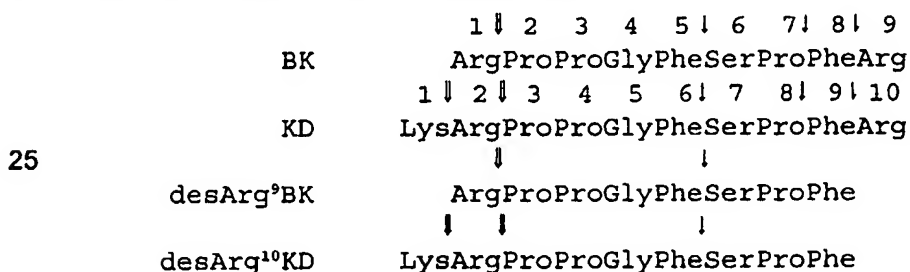 1 ⇓ 2 3 4 5↓ 6 7↓ 8↓ 9
BK ArgProProGlyPheSerProPheArg
1 ⇓ 2 ⇓ 3 4 5 6↓ 7 8↓ 9↓ 10
KD LysArgProProGlyPheSerProPheArg
25 ⇓ ↓
desArg⁹BK ArgProProGlyPheSerProPhe
⬇ ⬇ ↓
desArg¹⁰KD LysArgProProGlyPheSerProPhe